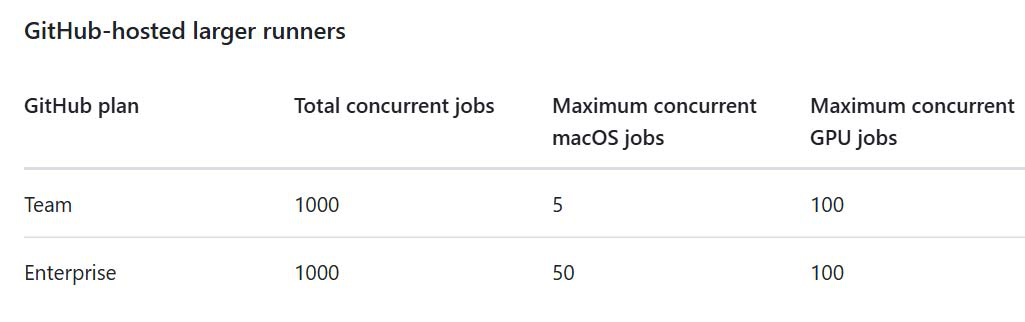 GitHub-hosted larger runners
GitHub plan Total concurrent jobs Maximum concurrent macOS jobs Maximum concurrent GPU jobs
Team 1000 5 100
Enterprise 1000 50 100